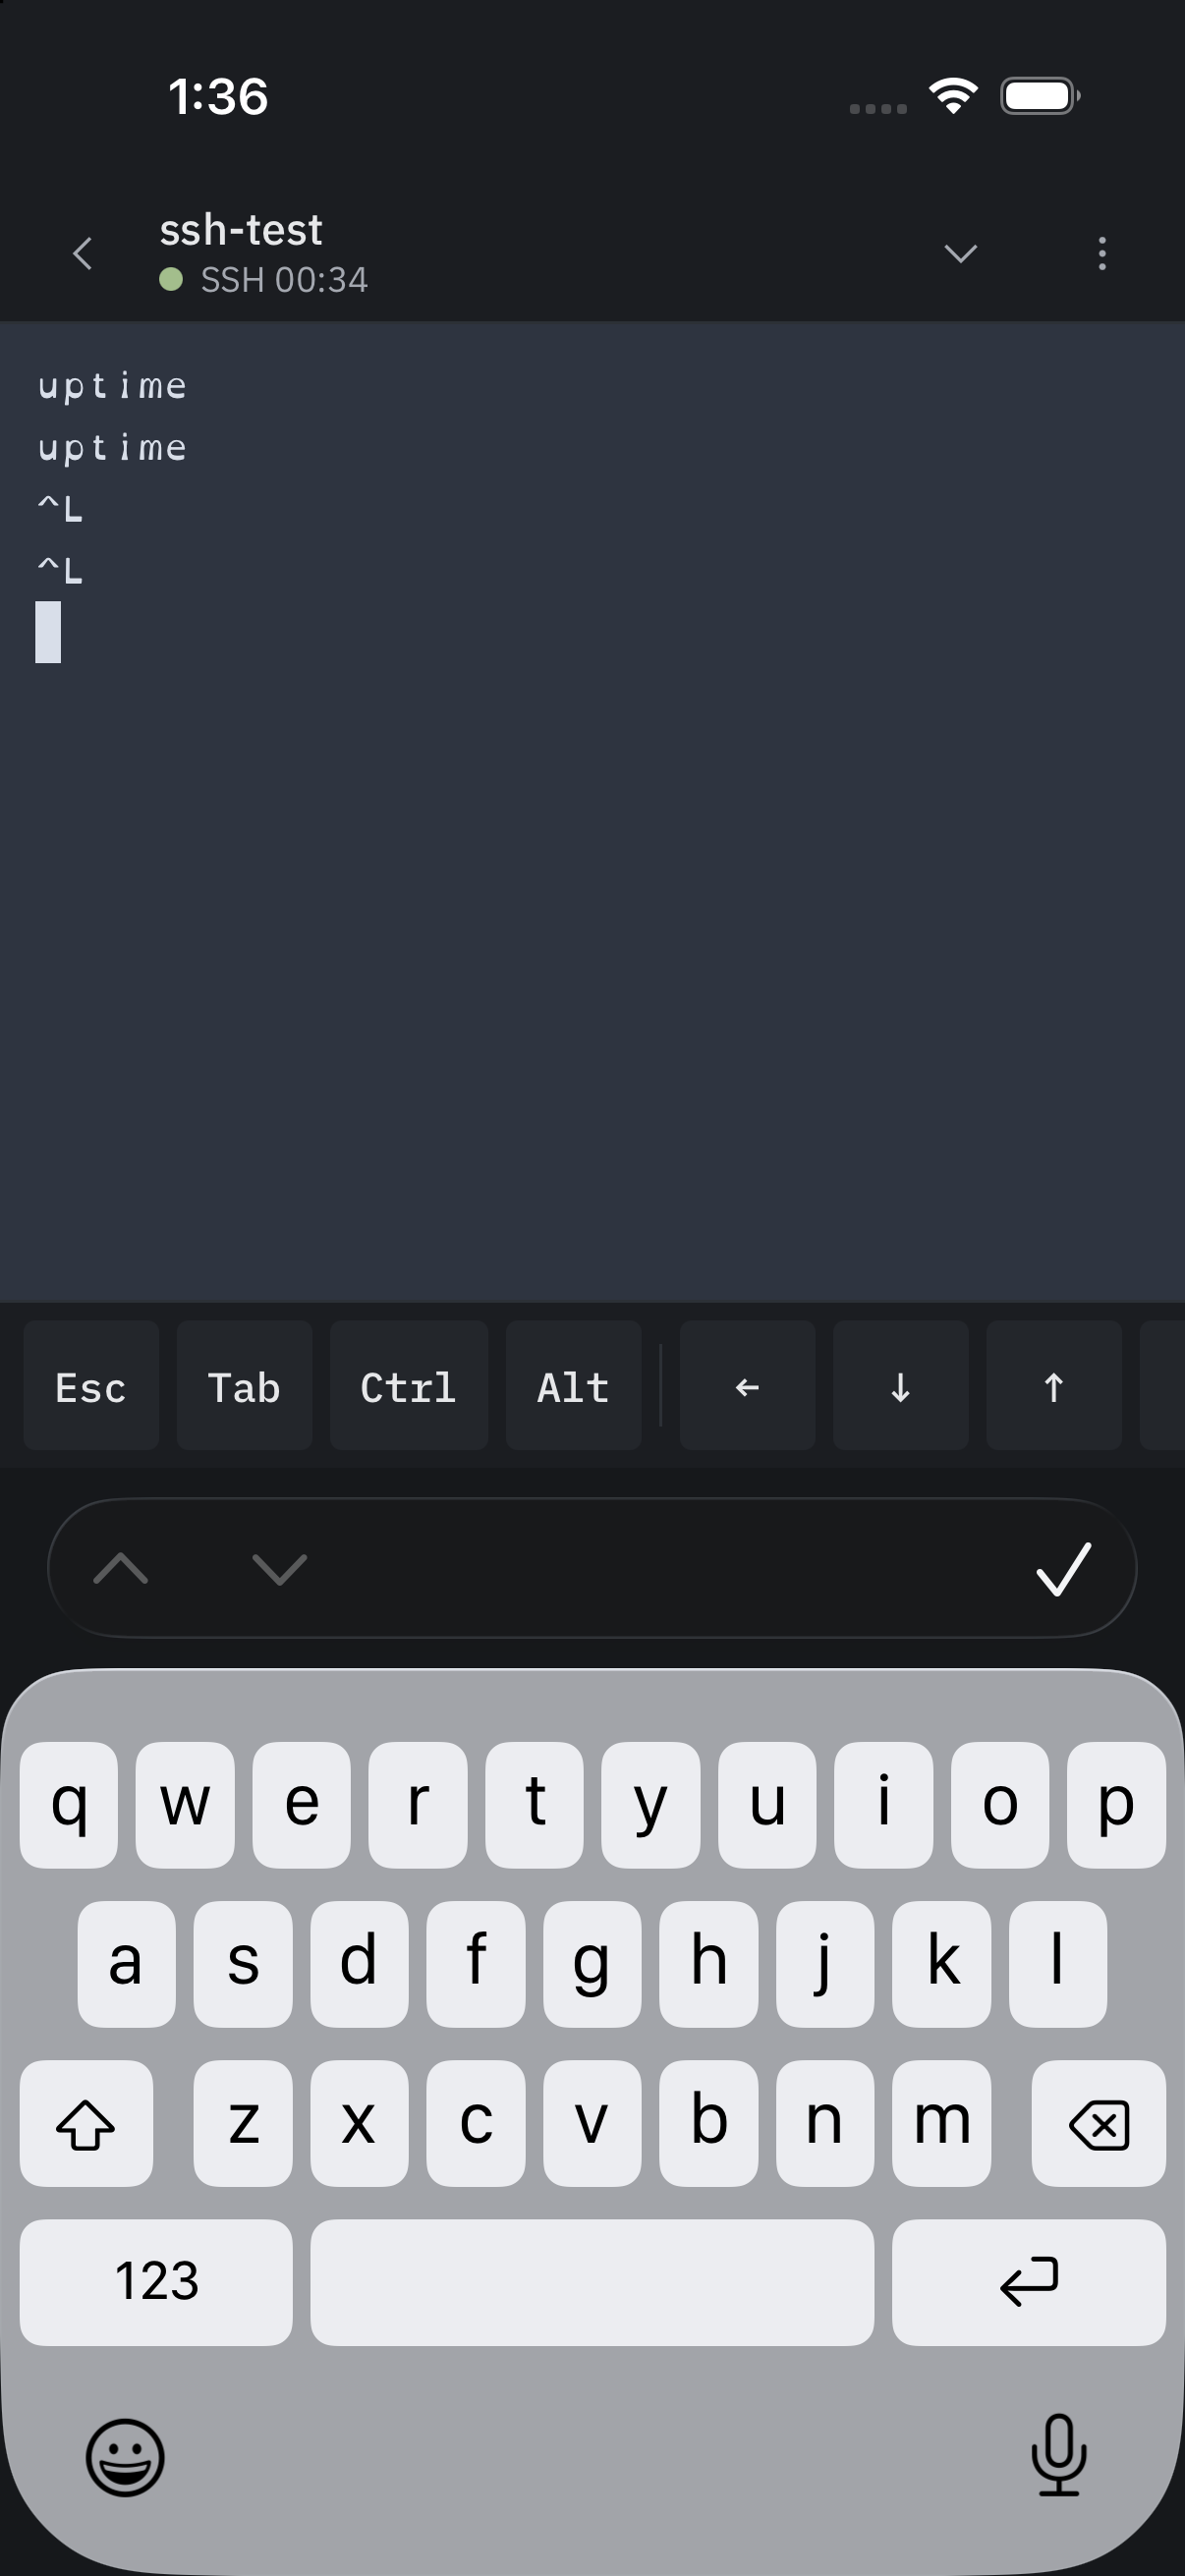 1:36
ssh-test
SSH 00:34
uptime
uptime
^L
^L
Esc Tab Ctrl Alt ← ↓ ↑
q w e r t y u i o p
a s d f g h j k l
z x c v b n m
123